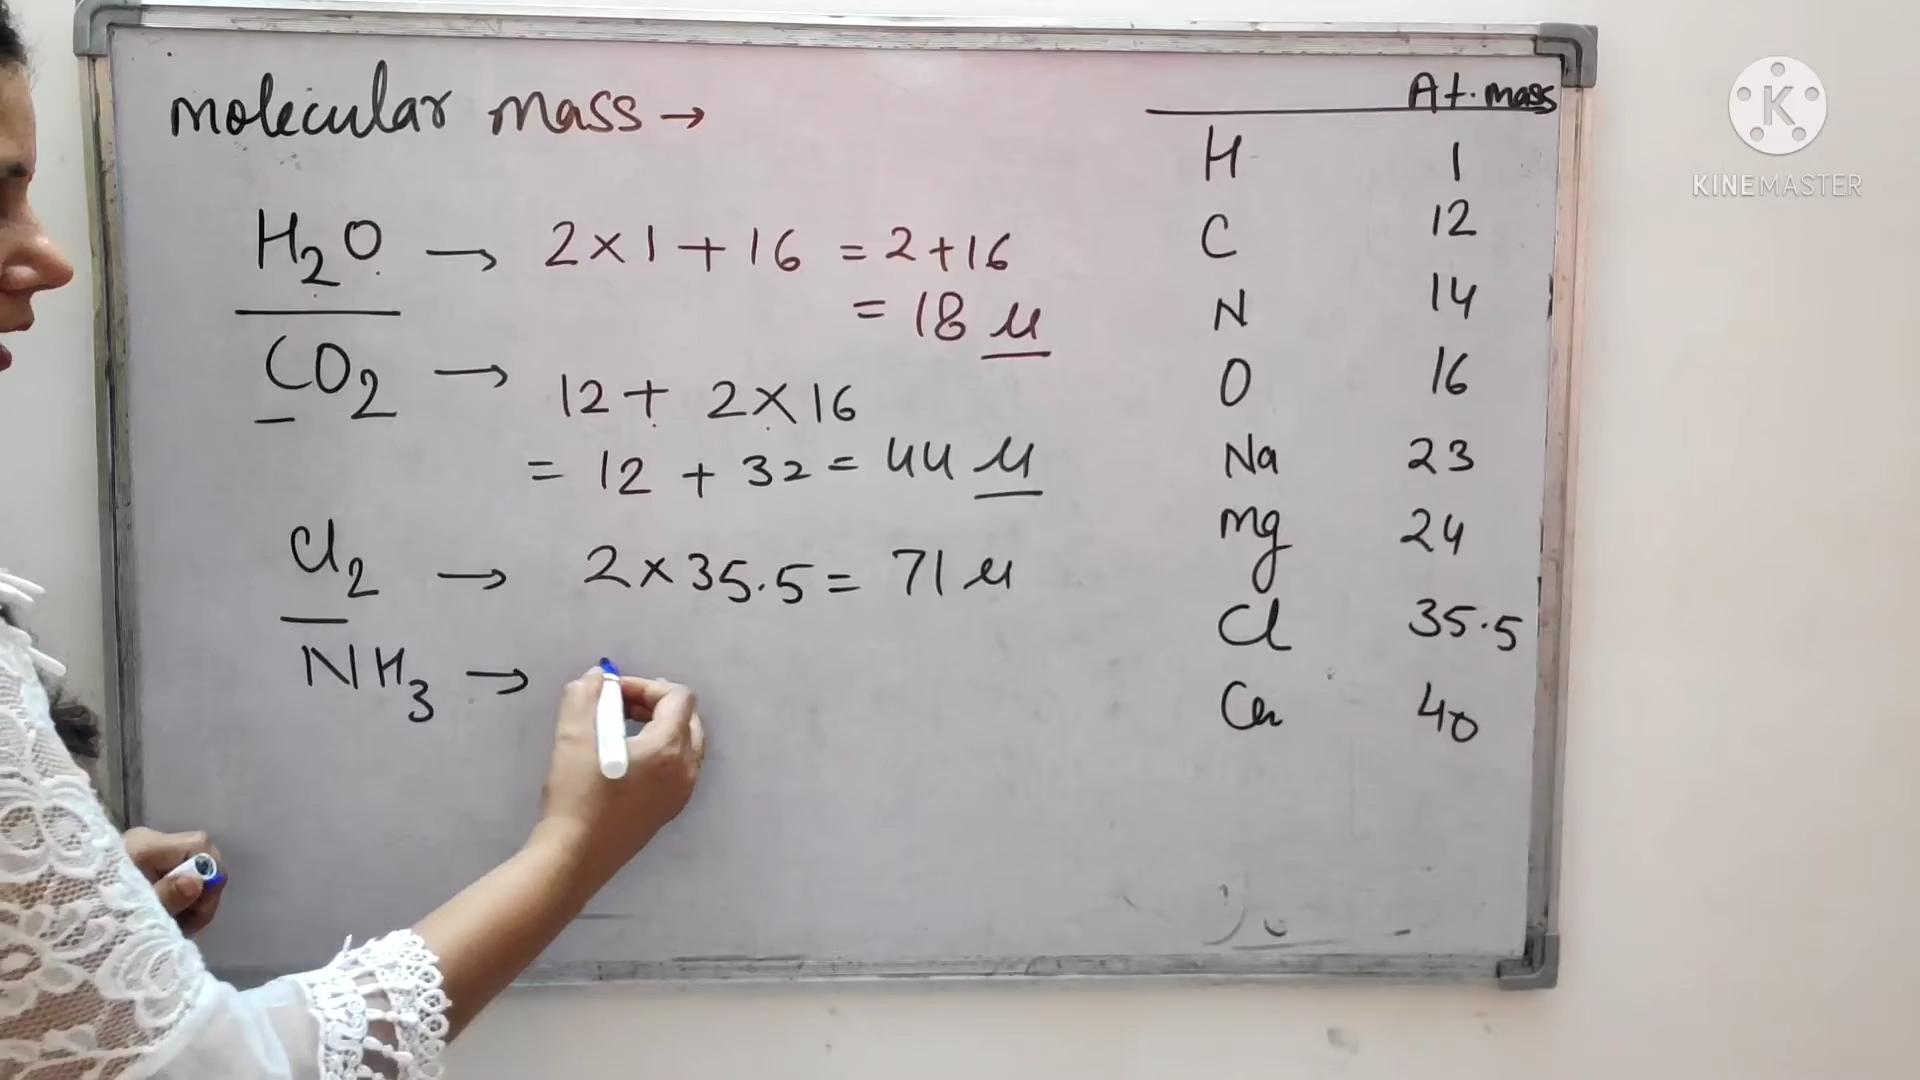 molecular mass →
H₂O → 2 × 1 + 16 = 2 + 16
= 18 u
CO₂ → 12 + 2 × 16
= 12 + 32 = 44 u
Cl₂ → 2 × 35.5 = 71 u
NH₃ →
At. mass
H 1
C 12
N 14
O 16
Na 23
mg 24
Cl 35.5
Ca 40
K
KINEMASTER